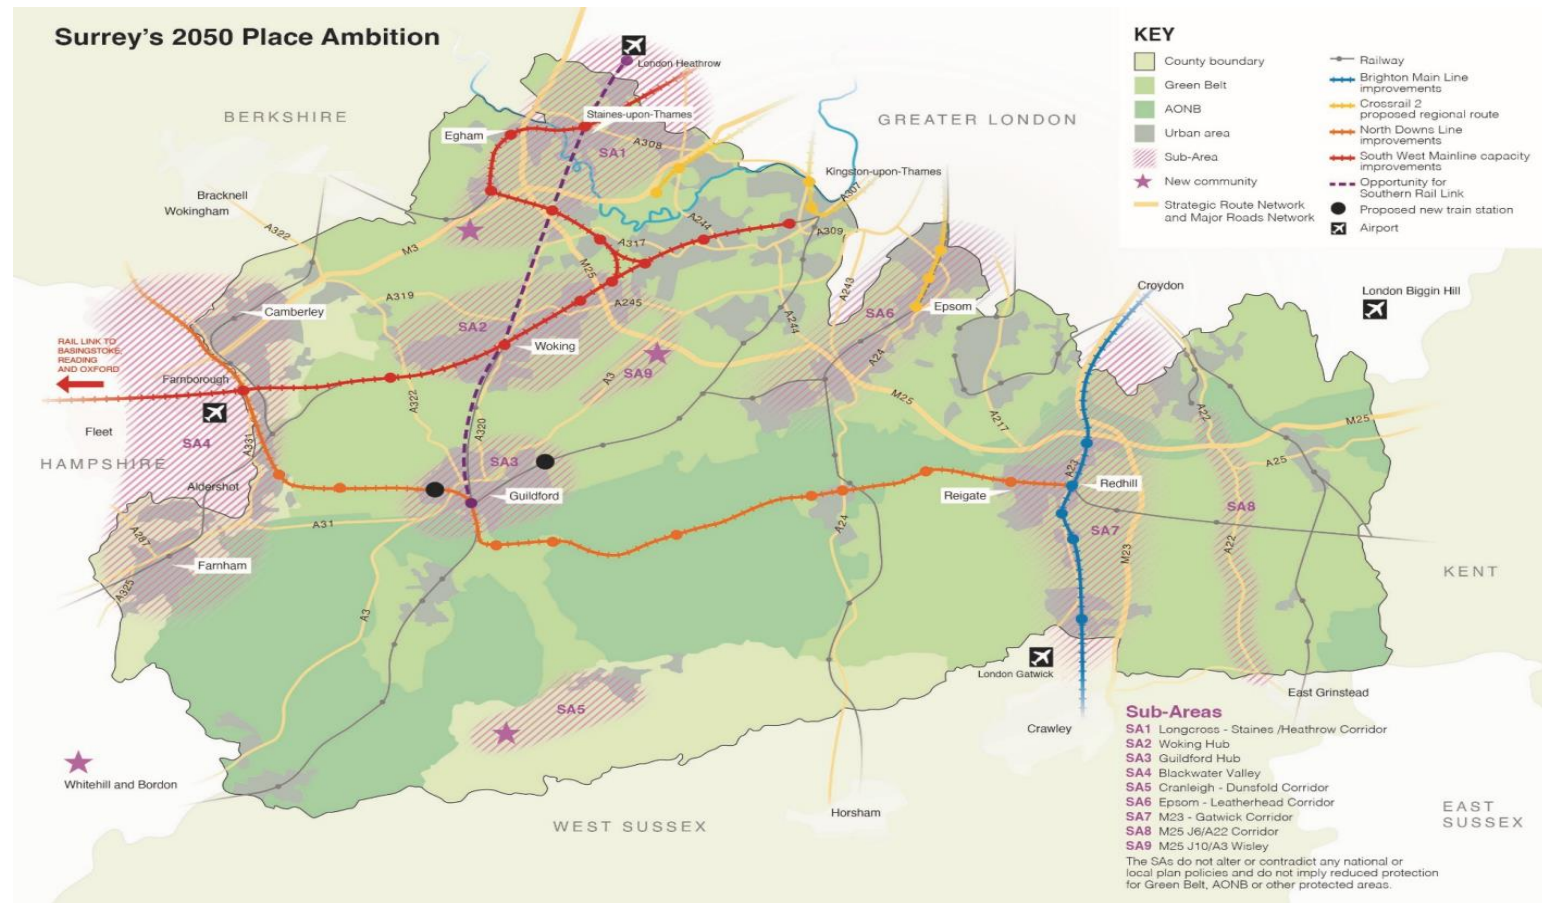 Surrey's 2050 Place Ambition
KEY
County boundary
Green Belt
AONB
Urban area
Sub-Area
New community
Strategic Route Network
and Major Roads Network
Railway
Brighton Main Line
improvements
Crossrail 2
proposed regional route
North Downs Line
improvements
South West Mainline capacity
improvements
Opportunity for
Southern Rail Link
Proposed new train station
Airport
London Heathrow
BERKSHIRE
Staines-upon-Thames
GREATER LONDON
Egham
A308
SA1
Kingston-upon-Thames
Bracknell
Wokingham
A307
A322
A244
A309
M3
A317
M25
Croydon
London Biggin Hill
A319
A245
A243
Camberley
SA2
A244
SA6
Epsom
RAIL LINK TO
BASINGSTOKE,
READING
AND OXFORD
Woking
A24
Farnborough
SA9
A3
A322
M25
A217
A22
M25
Fleet
A320
SA4
A331
HAMPSHIRE
SA3
A25
A23
Aldershot
Guildford
Reigate
Redhill
SA8
A31
A24
SA7
A287
A22
M23
Farnham
KENT
A325
A3
London Gatwick
East Grinstead
SA5
Crawley
Whitehill and Bordon
Horsham
WEST SUSSEX
EAST
SUSSEX
Sub-Areas
SA1 Longcross - Staines /Heathrow Corridor
SA2 Woking Hub
SA3 Guildford Hub
SA4 Blackwater Valley
SA5 Cranleigh - Dunsfold Corridor
SA6 Epsom - Leatherhead Corridor
SA7 M23 - Gatwick Corridor
SA8 M25 J6/A22 Corridor
SA9 M25 J10/A3 Wisley
The SAs do not alter or contradict any national or
local plan policies and do not imply reduced protection
for Green Belt, AONB or other protected areas.